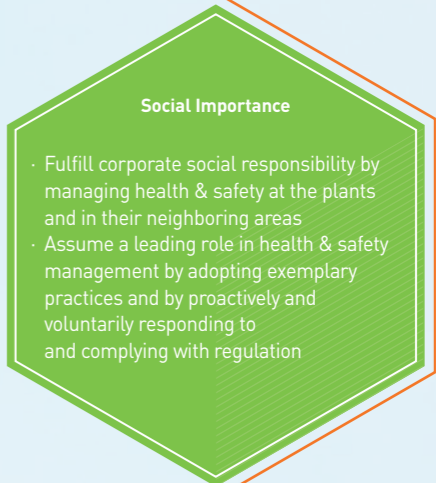 Social Importance
· Fulfill corporate social responsibility by
managing health & safety at the plants
and in their neighboring areas
· Assume a leading role in health & safety
management by adopting exemplary
practices and by proactively and
voluntarily responding to
and complying with regulation